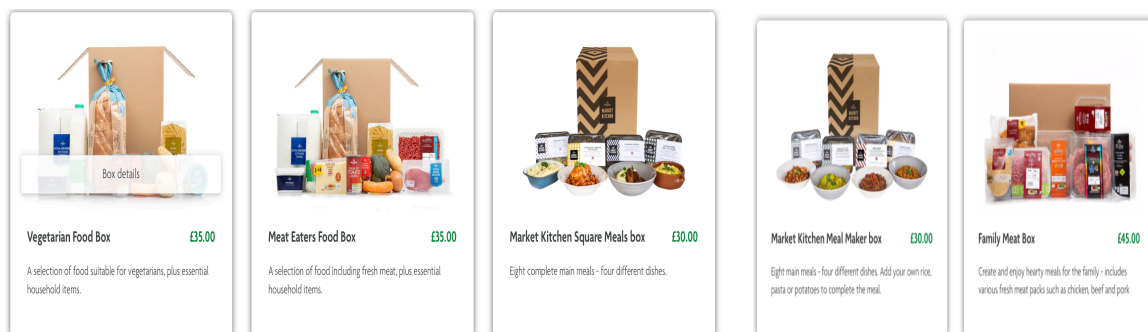 Box details
MARKET
KITCHEN
Vegetarian Food Box £35.00
A selection of food suitable for vegetarians, plus essential
household items.
Meat Eaters Food Box £35.00
A selection of food including fresh meat, plus essential
household items.
Market Kitchen Square Meals box £30.00
Eight complete main meals - four different dishes.
Market Kitchen Meal Maker box £30.00
Eight main meals - four different dishes. Add your own rice,
pasta or potatoes to complete the meal.
Family Meat Box £45.00
Create and enjoy hearty meals for the family - includes
various fresh meat packs such as chicken, beef and pork